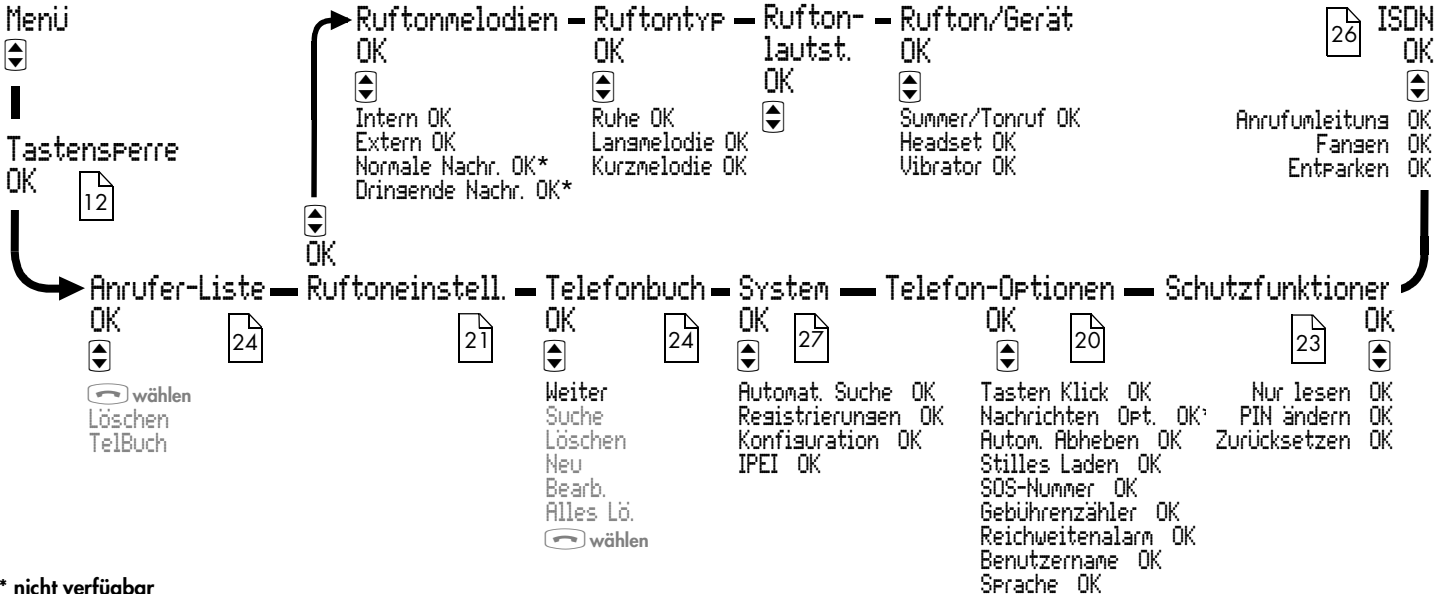 Menü
Tastensperre
OK
12
Ruftonmelodien
OK
Intern OK
Extern OK
Normale Nachr. OK*
Dringende Nachr. OK*
Ruftontyp
OK
Ruhe OK
Langmelodie OK
Kurzmelodie OK
Rufton-
lautst.
OK
Rufton/Gerät
OK
Summer/Tonruf OK
Headset OK
Vibrator OK
26
ISDN
OK
Anrufumleitung OK
Fangen OK
Entparken OK
OK
Anrufer-Liste
OK
24
wählen
Löschen
TelBuch
Ruftoneinstell.
21
Telefonbuch
OK
24
Weiter
Suche
Löschen
Neu
Bearb.
Alles Lö.
wählen
System
OK
27
Automat. Suche OK
Registrierungen OK
Konfiguration OK
IPEI OK
Telefon-Optionen
OK
20
Tasten Klick OK
Nachrichten Opt. OK*
Autom. Abheben OK
Stilles Laden OK
SOS-Nummer OK
Gebührenzähler OK
Reichweitenalarm OK
Benutzername OK
Sprache OK
Schutzfunktioner
OK
23
Nur lesen OK
PIN ändern OK
Zurücksetzen OK
* nicht verfügbar